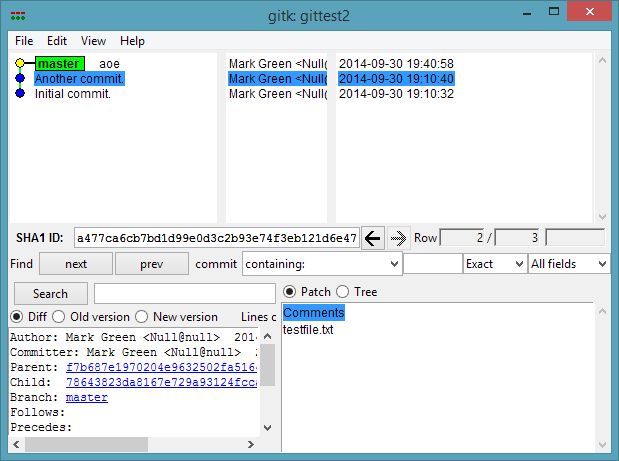 gitk: gittest2
File Edit View Help
master aoe Mark Green <Null( 2014-09-30 19:40:58
Another commit. Mark Green <Null( 2014-09-30 19:10:40
Initial commit. Mark Green <Null( 2014-09-30 19:10:32
SHA1 ID: a477ca6cb7bd1d99e0d3c2b93e74f3eb121d6e47 Row 2 / 3
Find next prev commit containing: Exact All fields
Search Patch Tree
Diff Old version New version Lines c
Comments
testfile.txt
Author: Mark Green <Null@null> 201
Committer: Mark Green <Null@null> 2
Parent: f7b687e1970204e9632502fa516
Child: 78643823da8167e729a93124fcc
Branch: master
Follows:
Precedes: